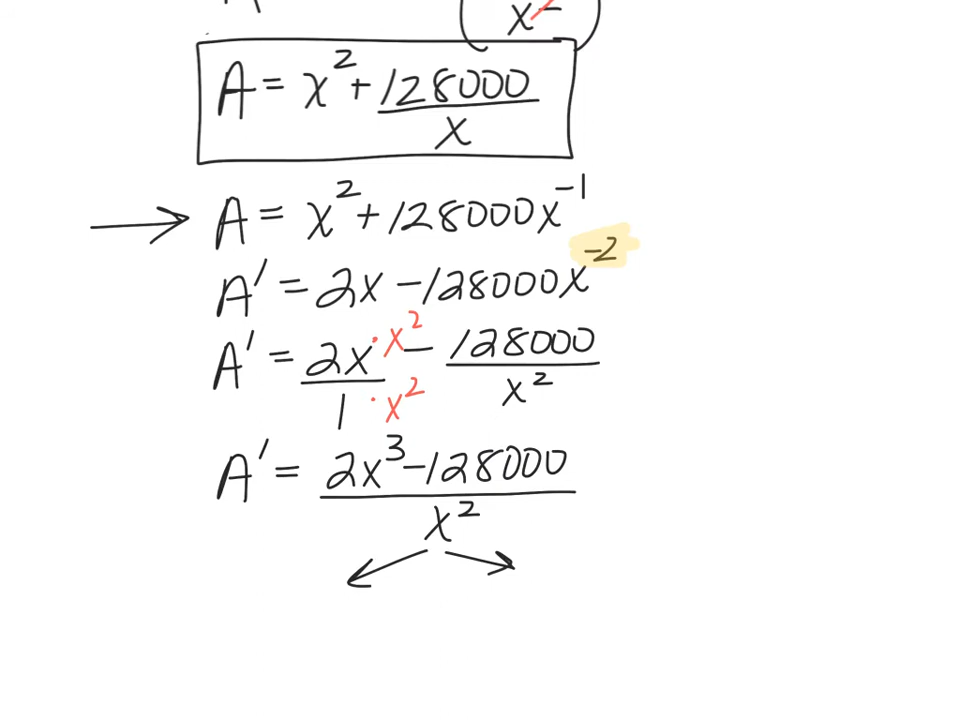 x
A = x² + 128000/x
→ A = x² + 128000x⁻¹
A′ = 2x − 128000x⁻²
A′ = 2x · x² / 1 · x² − 128000/x²
A′ = 2x³ − 128000 / x²